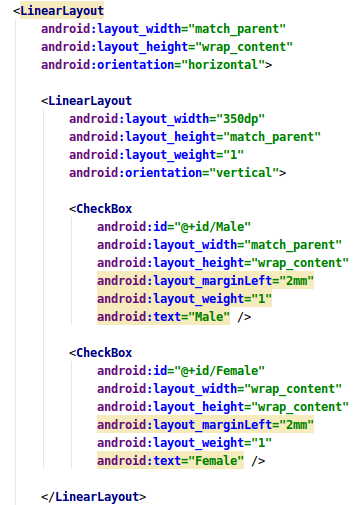 <LinearLayout
    android:layout_width="match_parent"
    android:layout_height="wrap_content"
    android:orientation="horizontal">

    <LinearLayout
        android:layout_width="350dp"
        android:layout_height="match_parent"
        android:layout_weight="1"
        android:orientation="vertical">

        <CheckBox
            android:id="@+id/Male"
            android:layout_width="match_parent"
            android:layout_height="wrap_content"
            android:layout_marginLeft="2mm"
            android:layout_weight="1"
            android:text="Male" />

        <CheckBox
            android:id="@+id/Female"
            android:layout_width="wrap_content"
            android:layout_height="wrap_content"
            android:layout_marginLeft="2mm"
            android:layout_weight="1"
            android:text="Female" />

    </LinearLayout>